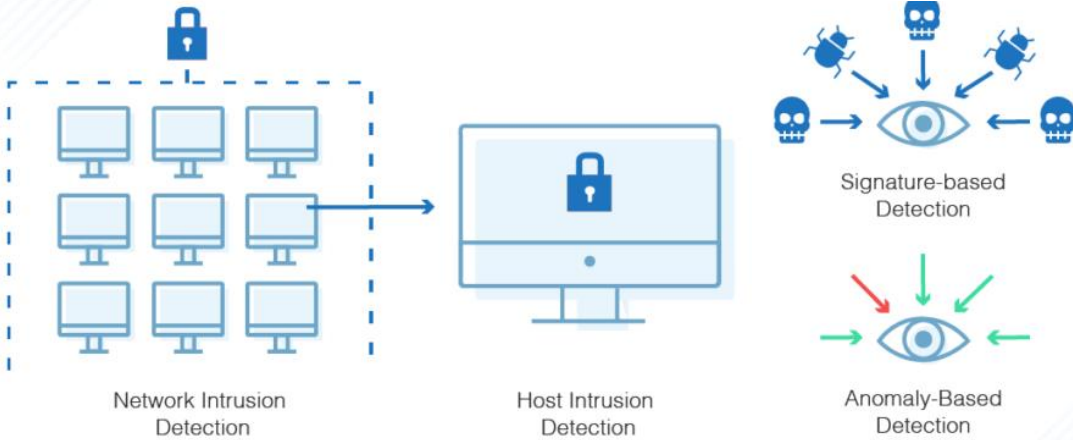 Network Intrusion
Detection
Host Intrusion
Detection
Signature-based
Detection
Anomaly-Based
Detection